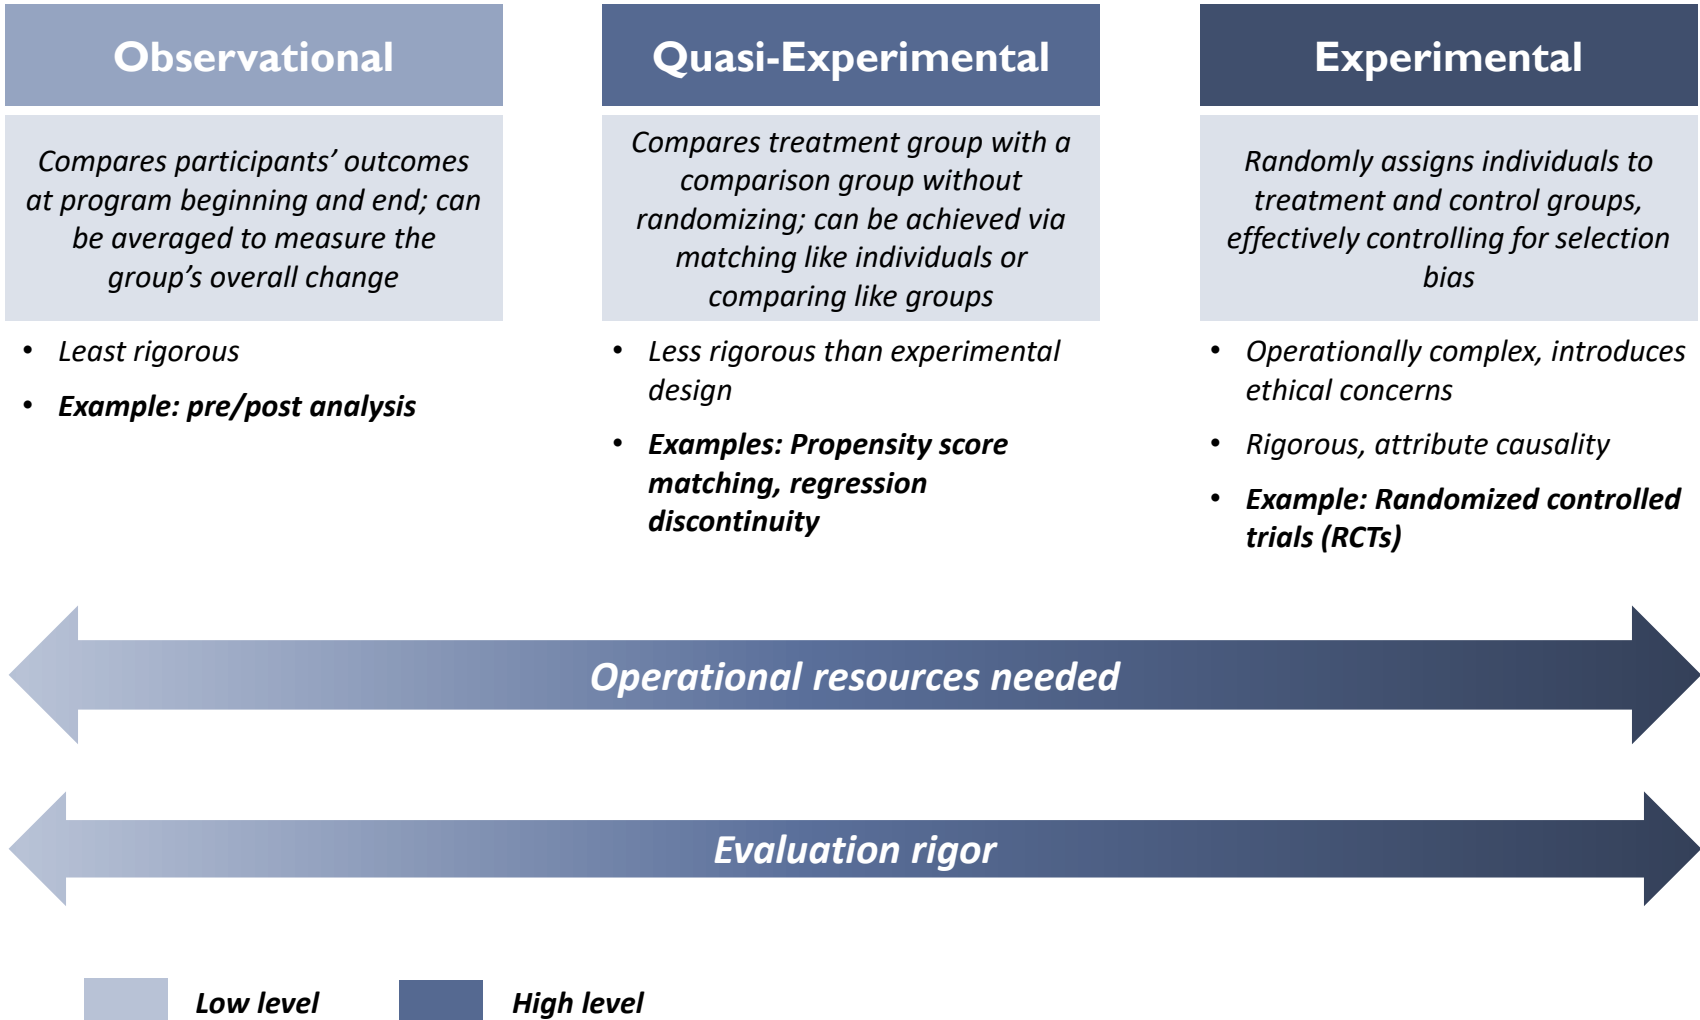 Observational
Compares participants’ outcomes
at program beginning and end; can
be averaged to measure the
group’s overall change
• Least rigorous
• Example: pre/post analysis
Quasi-Experimental
Compares treatment group with a
comparison group without
randomizing; can be achieved via
matching like individuals or
comparing like groups
• Less rigorous than experimental
design
• Examples: Propensity score
matching, regression
discontinuity
Experimental
Randomly assigns individuals to
treatment and control groups,
effectively controlling for selection
bias
• Operationally complex, introduces
ethical concerns
• Rigorous, attribute causality
• Example: Randomized controlled
trials (RCTs)
Operational resources needed
Evaluation rigor
Low level
High level